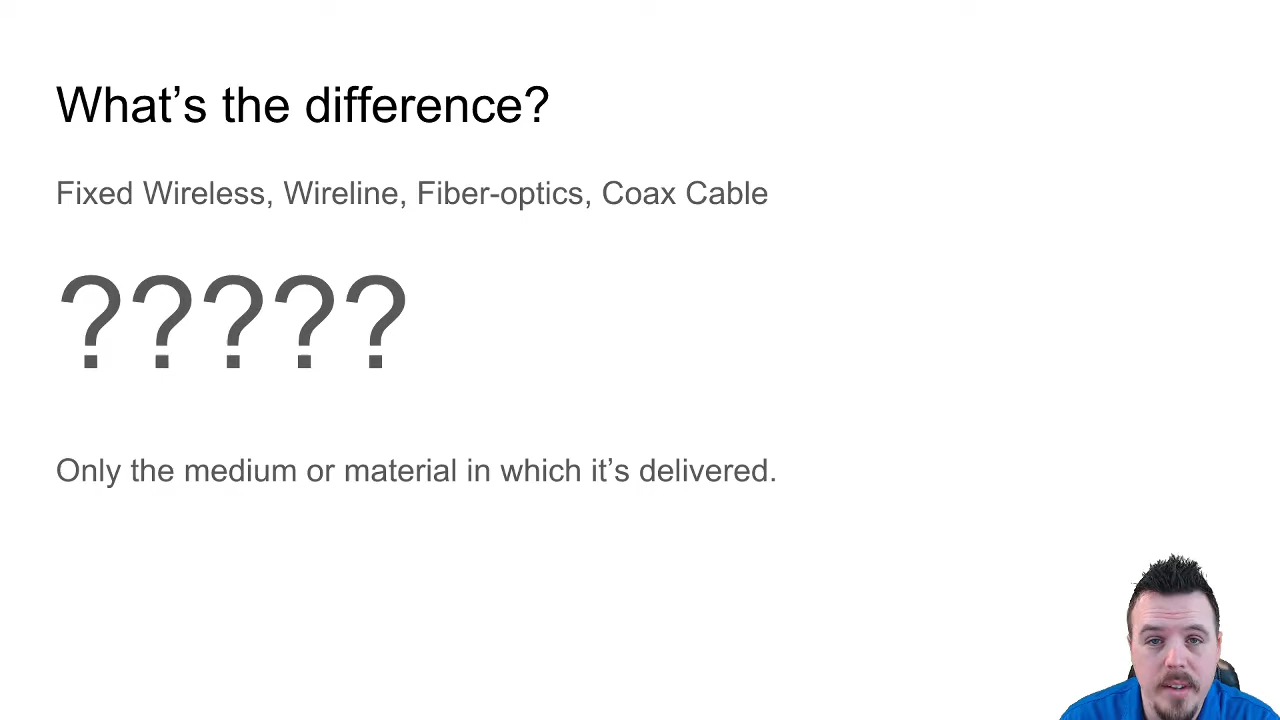 What’s the difference?
Fixed Wireless, Wireline, Fiber-optics, Coax Cable
?????
Only the medium or material in which it’s delivered.